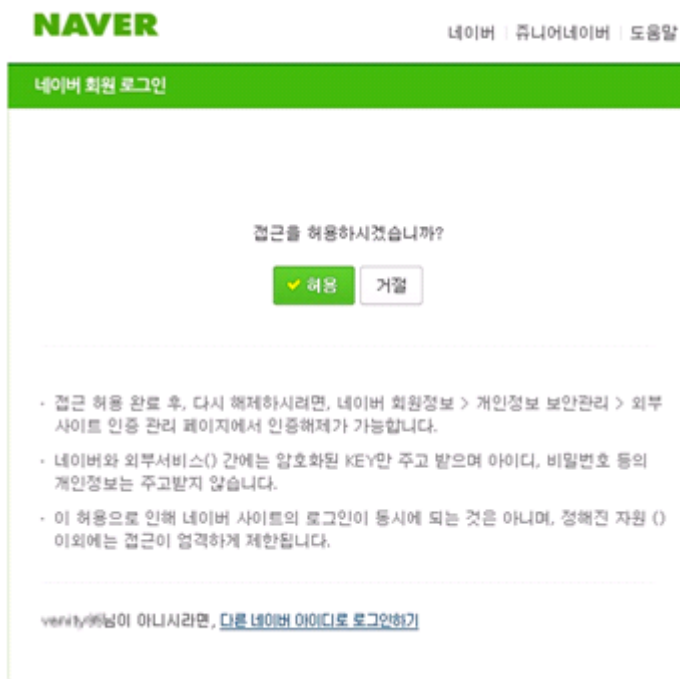 NAVER
네이버 | 쥬니어네이버 | 도움말
네이버 회원 로그인
접근을 허용하시겠습니까?
허용 거절
· 접근 허용 완료 후, 다시 해제하시려면, 네이버 회원정보 > 개인정보 보안관리 > 외부
사이트 인증 관리 페이지에서 인증해제가 가능합니다.
· 네이버와 외부서비스() 간에는 암호화된 KEY만 주고 받으며 아이디, 비밀번호 등의
개인정보는 주고받지 않습니다.
· 이 허용으로 인해 네이버 사이트의 로그인이 동시에 되는 것은 아니며, 정해진 자원 ()
이외에는 접근이 엄격하게 제한됩니다.
님이 아니시라면, 다른 네이버 아이디로 로그인하기